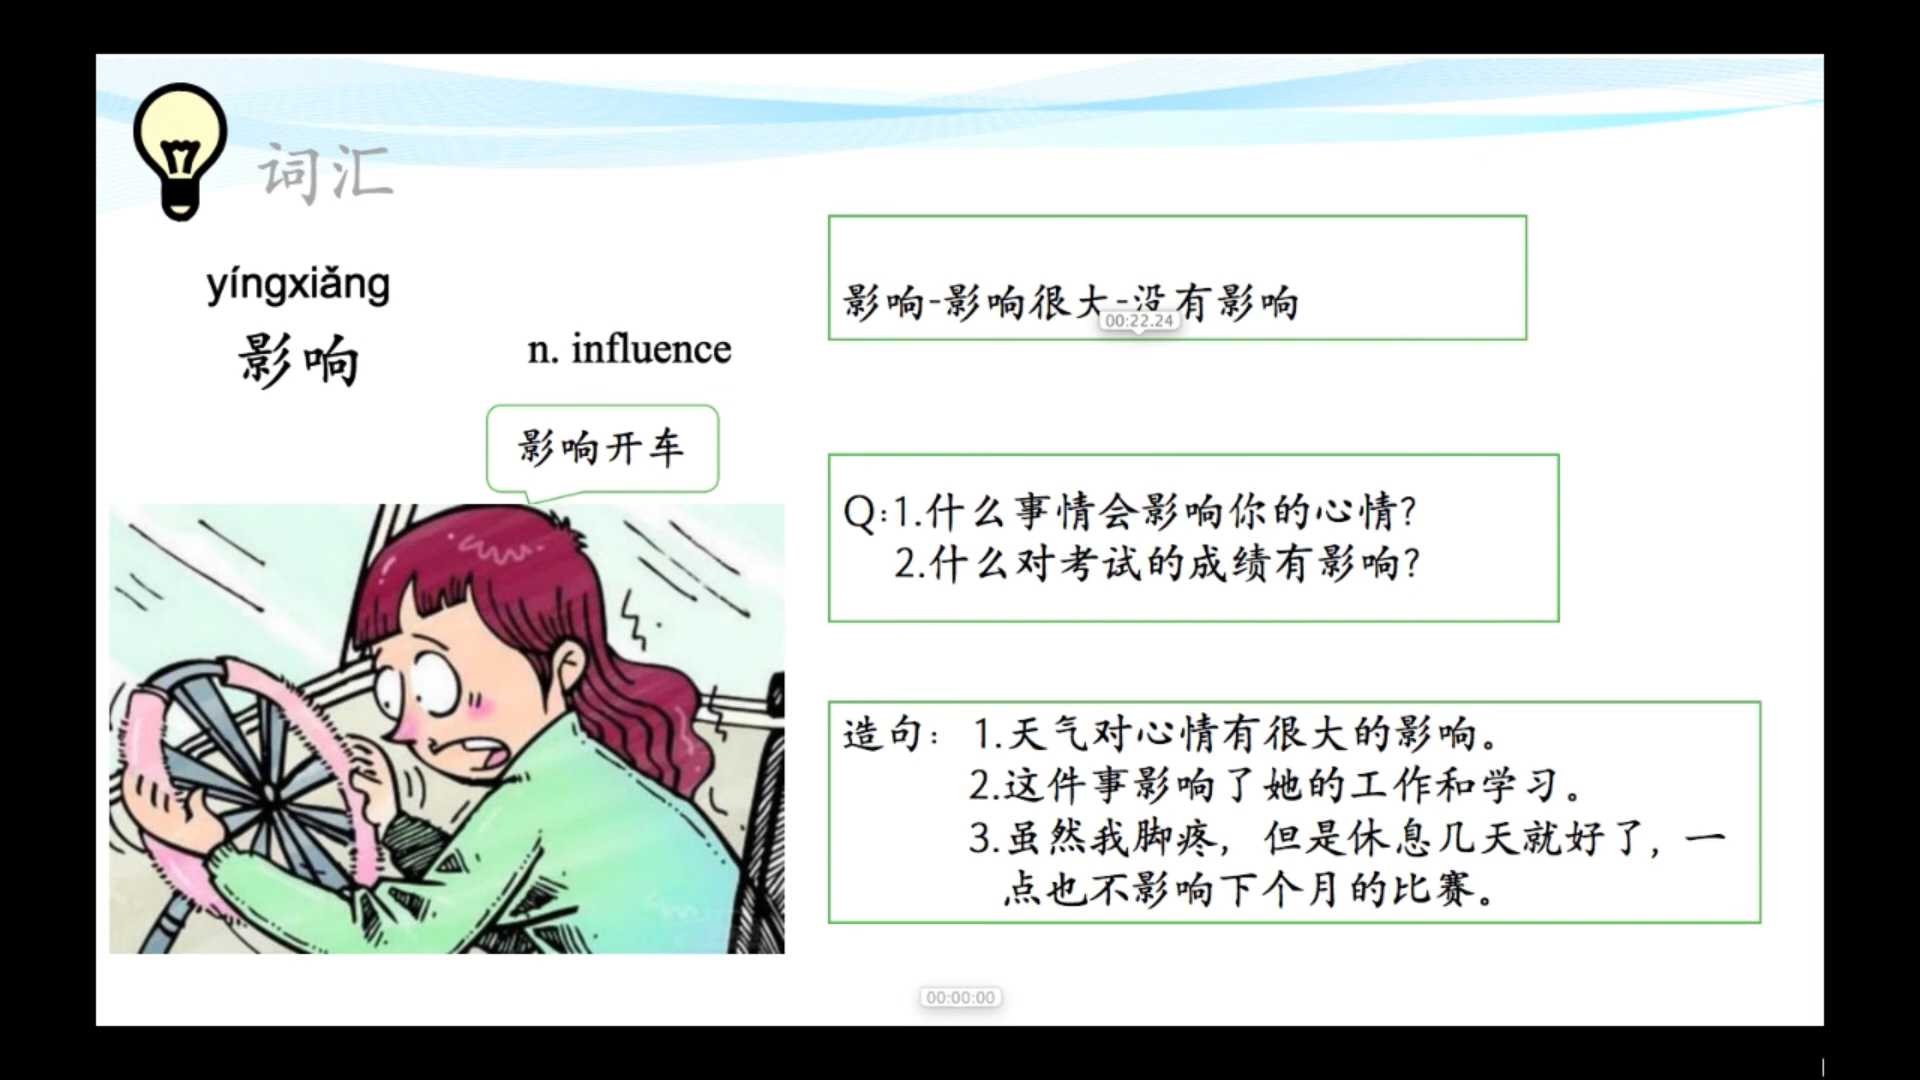 词汇
yíngxiǎng
影响
n. influence
影响开车
影响-影响很大-没有影响
00:22.24
Q:1.什么事情会影响你的心情?
2.什么对考试的成绩有影响?
造句: 1.天气对心情有很大的影响。
2.这件事影响了她的工作和学习。
3.虽然我脚疼, 但是休息几天就好了, 一
点也不影响下个月的比赛。
00:00:00